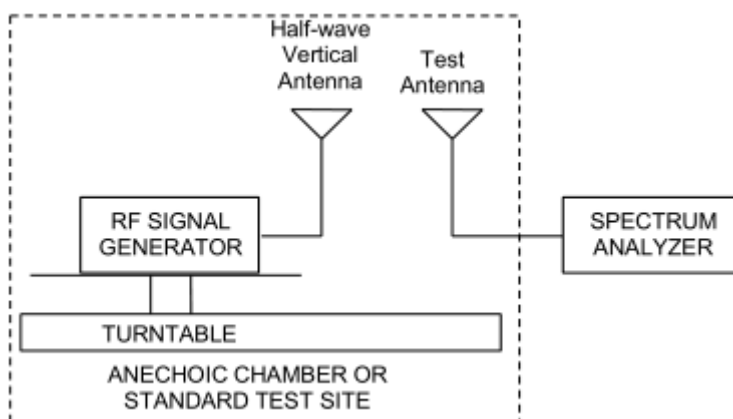 Half-wave
Vertical
Antenna
Test
Antenna
RF SIGNAL
GENERATOR
SPECTRUM
ANALYZER
TURNTABLE
ANECHOIC CHAMBER OR
STANDARD TEST SITE